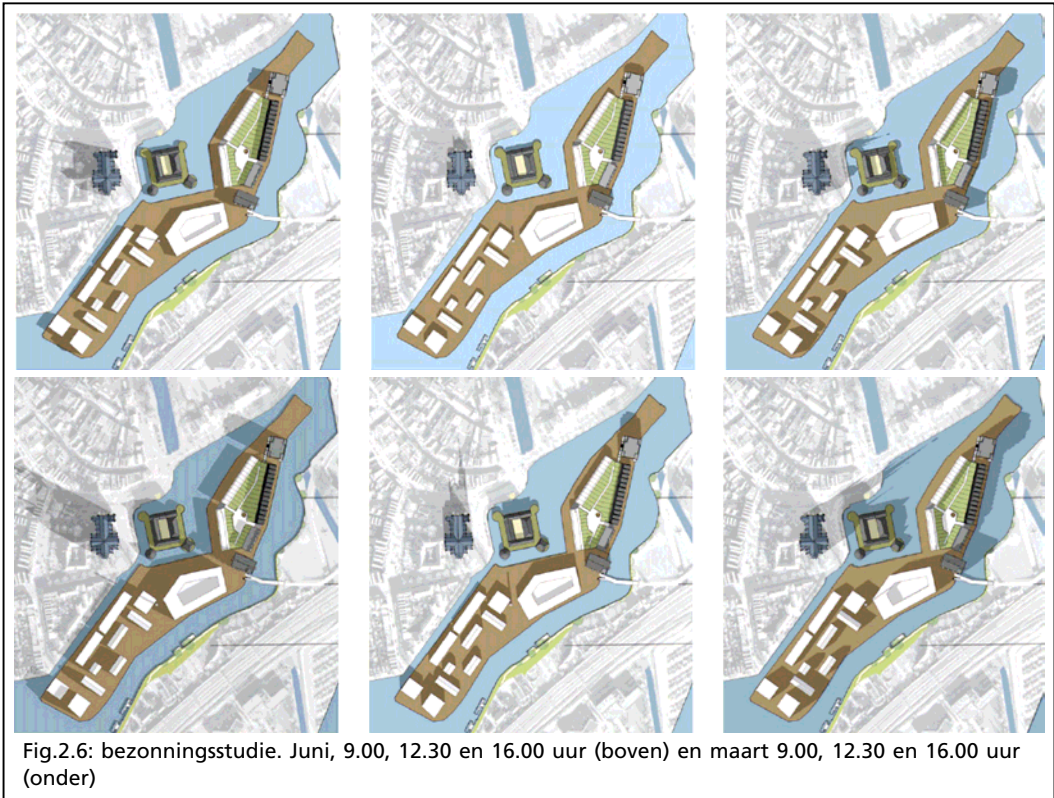 Fig.2.6: bezonningsstudie. Juni, 9.00, 12.30 en 16.00 uur (boven) en maart 9.00, 12.30 en 16.00 uur
(onder)